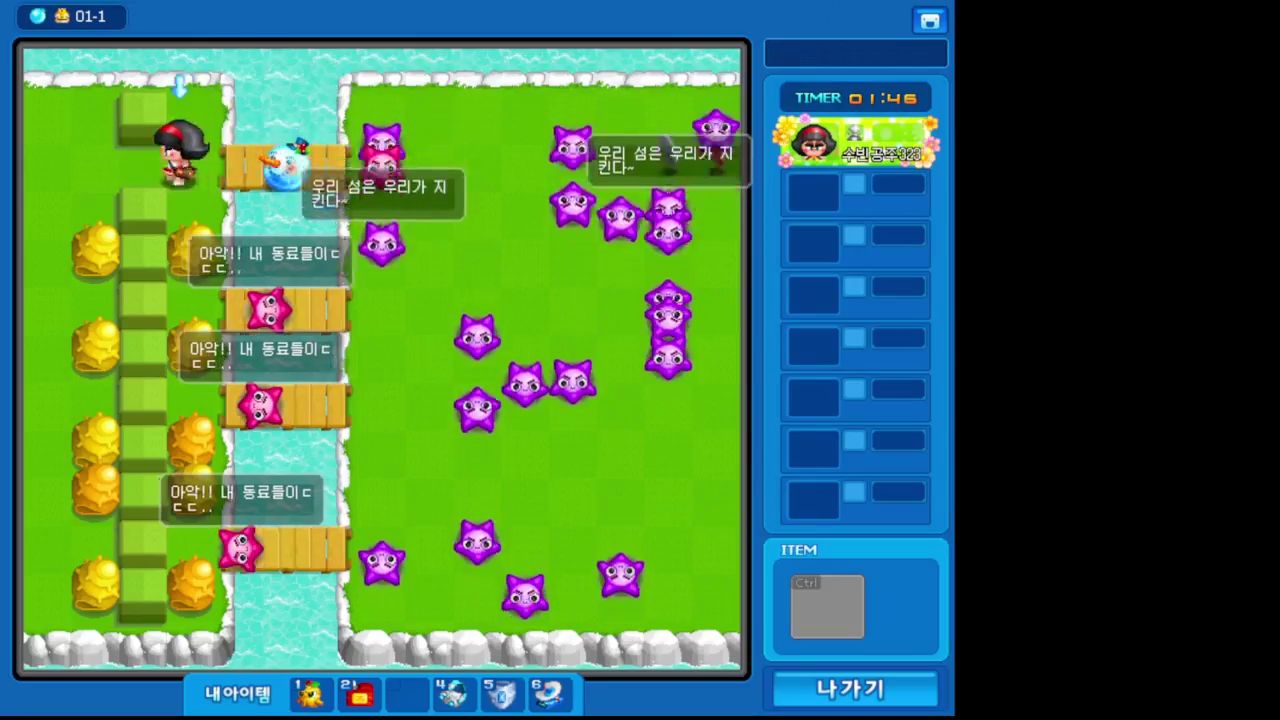 01-1
TIMER 01:46
수빈공주323
우리 섬은 우리가 지
킨다~
우리 섬은 우리가 지
킨다~
아악!! 내 동료들이ㄷ
ㄷㄷ..
아악!! 내 동료들이ㄷ
ㄷㄷ..
아악!! 내 동료들이ㄷ
ㄷㄷ..
ITEM
Ctrl
내아이템
1
21
4
5
6
나가기